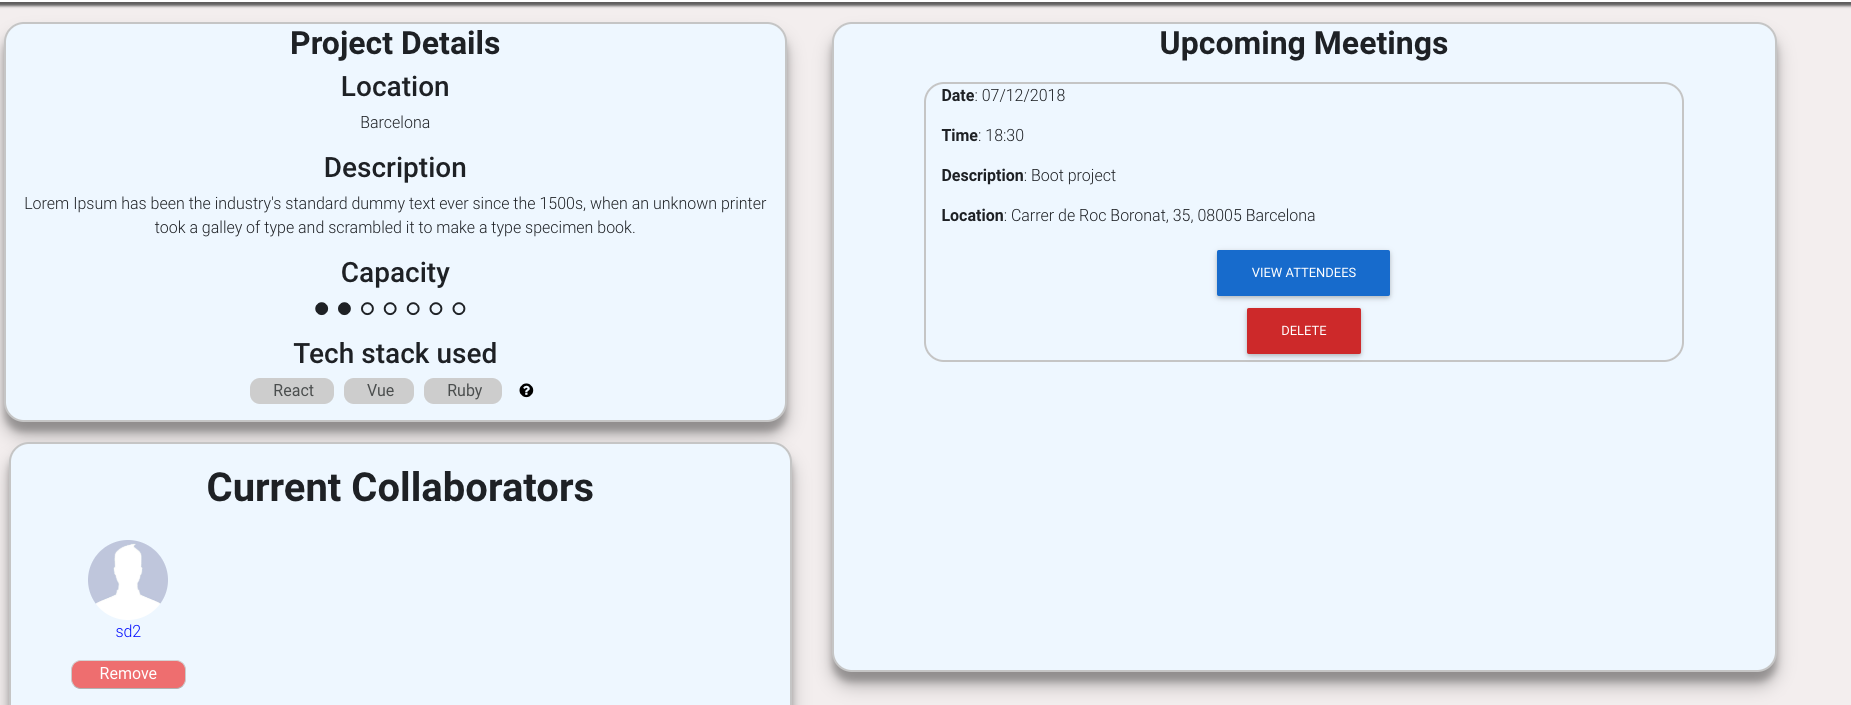 Project Details
Location
Barcelona
Description
Lorem Ipsum has been the industry's standard dummy text ever since the 1500s, when an unknown printer
took a galley of type and scrambled it to make a type specimen book.
Capacity
Tech stack used
React Vue Ruby
Current Collaborators
sd2
Remove
Upcoming Meetings
Date: 07/12/2018
Time: 18:30
Description: Boot project
Location: Carrer de Roc Boronat, 35, 08005 Barcelona
VIEW ATTENDEES
DELETE